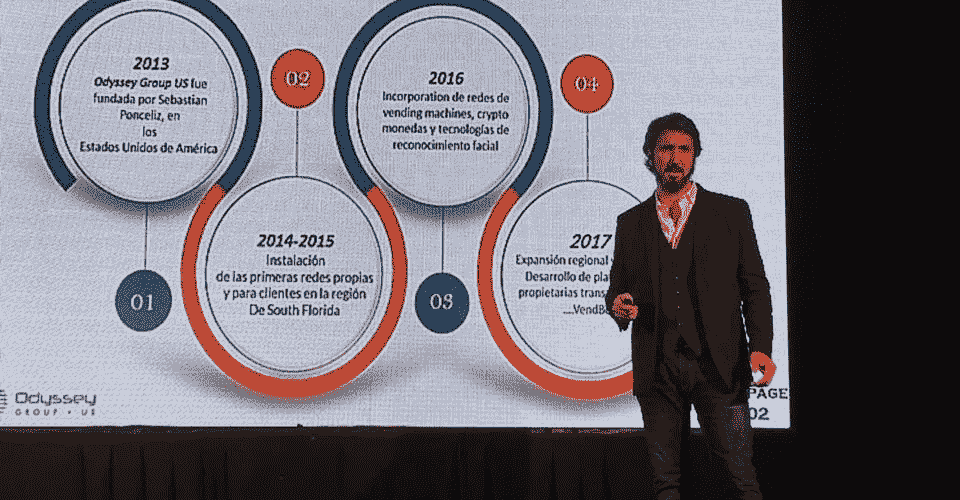 2013
Odyssey Group US fue
fundada por Sebastian
Ponceliz, en
los
Estados Unidos de América
01
02
2014-2015
Instalación
de las primeras redes propias
y para clientes en la región
De South Florida
2016
Incorporation de redes de
vending machines, crypto
monedas y tecnologías de
reconocimiento facial
03
04
2017
Expansión regional
Desarrollo de
propietarias
Odyssey
GROUP • US
PAGE
02